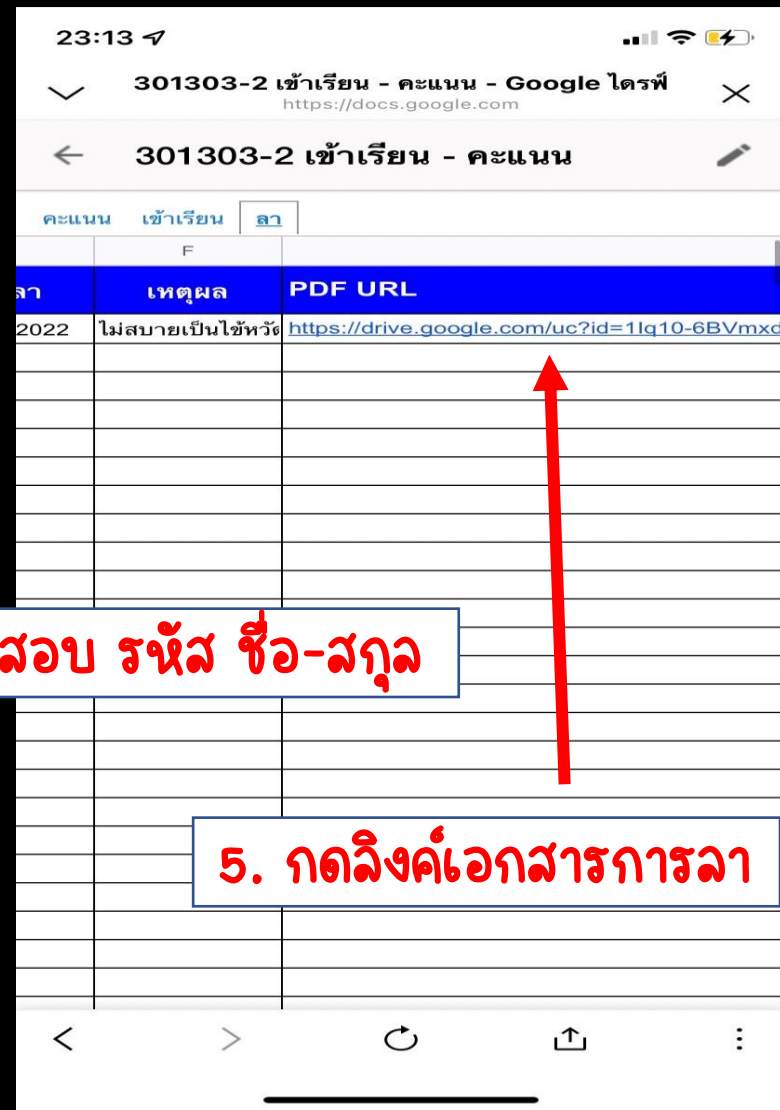 23:13
301303-2 เข้าเรียน - คะแนน - Google ไดรฟ์
https://docs.google.com
301303-2 เข้าเรียน - คะแนน
คะแนน เข้าเรียน ลา
F
ลา เหตุผล PDF URL
2022 ไม่สบายเป็นไข้หวัด https://drive.google.com/uc?id=1Iq10-6BVmxd
สอบ รหัส ชื่อ-สกุล
5. กดลิงค์เอกสารการลา